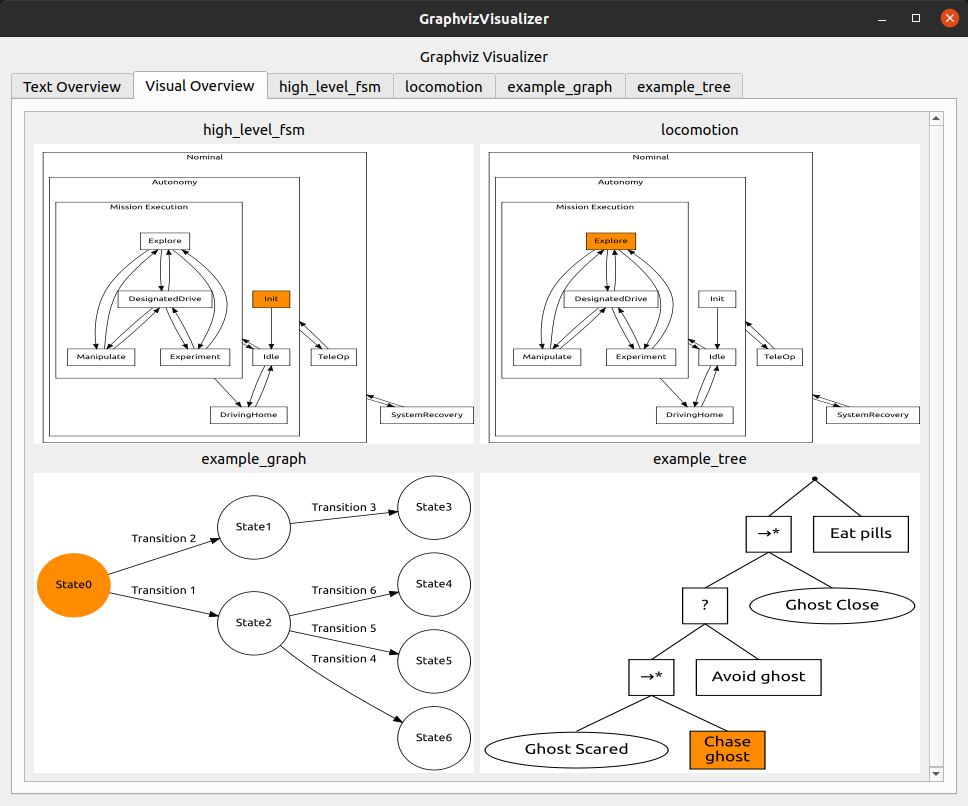 GraphvizVisualizer
Graphviz Visualizer
Text Overview
Visual Overview
high_level_fsm
locomotion
example_graph
example_tree
high_level_fsm
Nominal
Autonomy
Mission Execution
Explore
DesignatedDrive
Init
Manipulate
Experiment
Idle
TeleOp
DrivingHome
SystemRecovery
locomotion
Nominal
Autonomy
Mission Execution
Explore
DesignatedDrive
Init
Manipulate
Experiment
Idle
TeleOp
DrivingHome
SystemRecovery
example_graph
State0
Transition 2
Transition 1
State1
State2
Transition 3
Transition 6
Transition 5
Transition 4
State3
State4
State5
State6
example_tree
→*
Eat pills
?
Ghost Close
→*
Avoid ghost
Ghost Scared
Chase
ghost